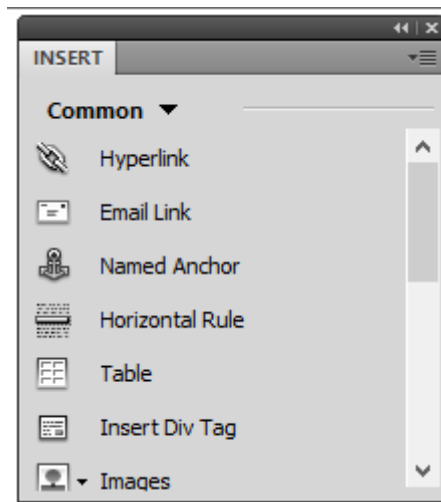 INSERT
Common
Hyperlink
Email Link
Named Anchor
Horizontal Rule
Table
Insert Div Tag
Images